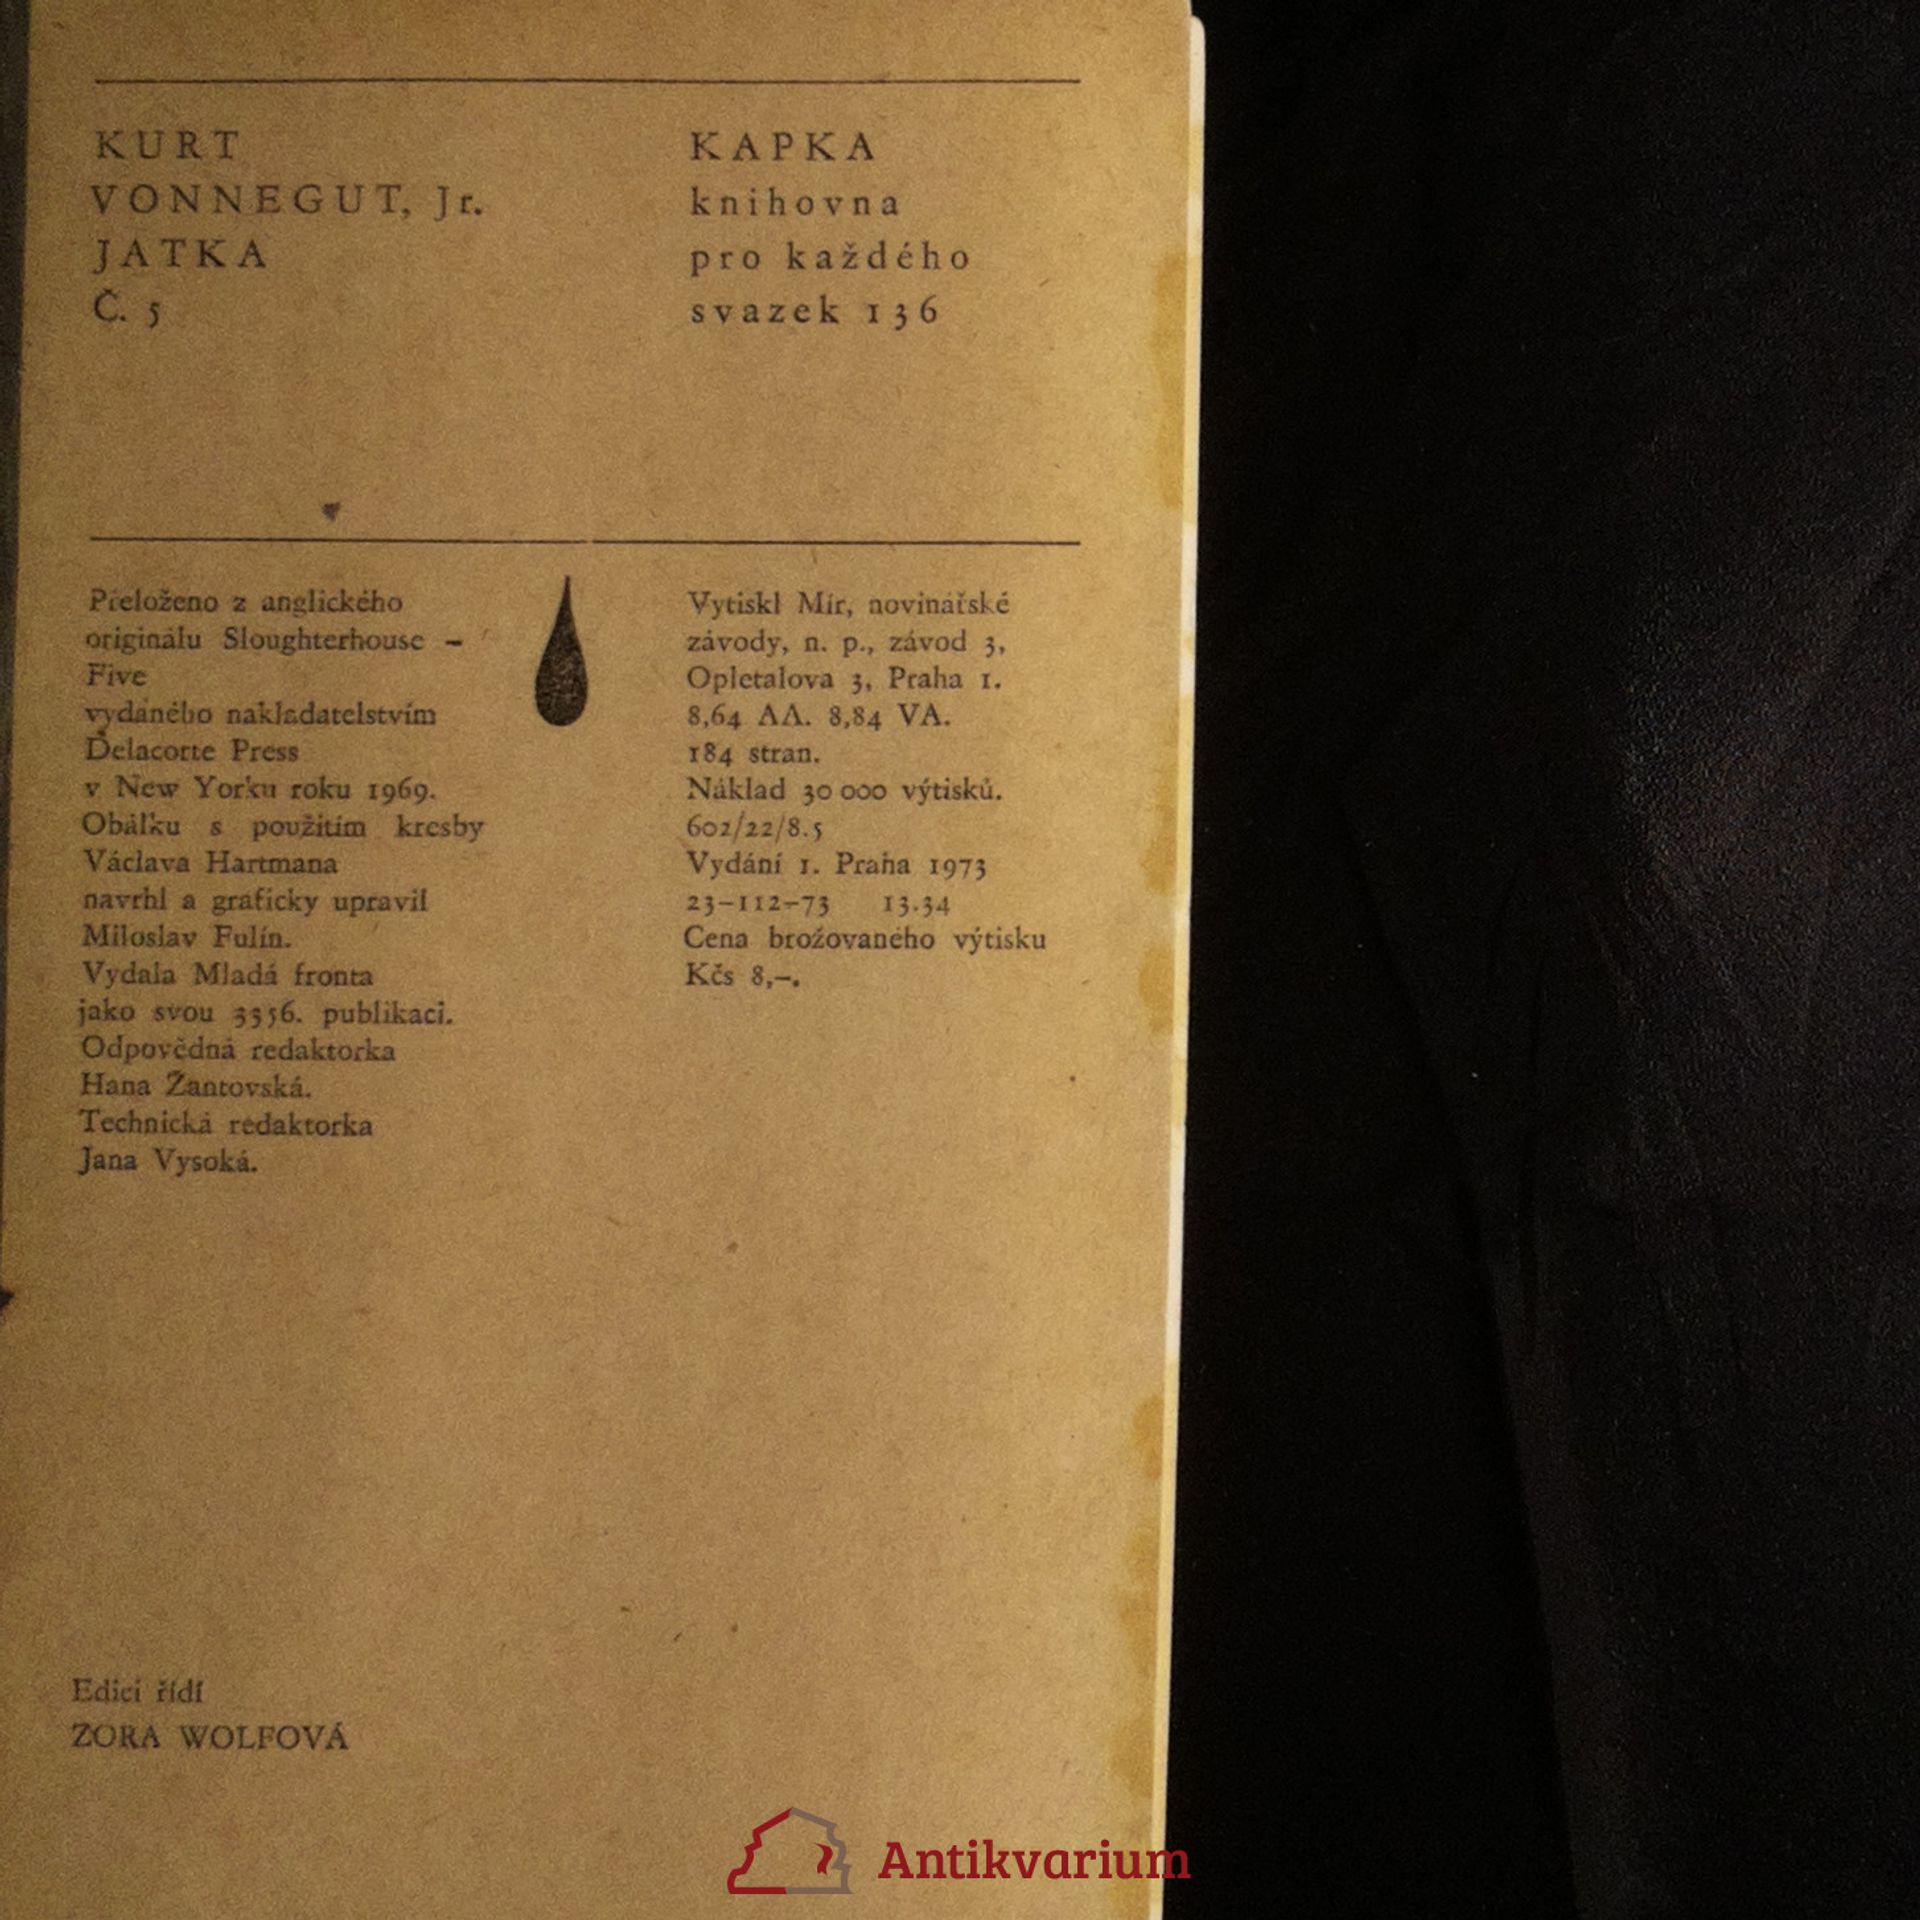 KURT
VONNEGUT, Jr.
JATKA
Č. 5
KAPKA
knihovna
pro každého
svazek 136
Přeloženo z anglického
originálu Sloughterhouse –
Five
vydaného nakladatelstvím
Delacorte Press
v New Yorku roku 1969.
Obálku s použitím kresby
Václava Hartmana
navrhl a graficky upravil
Miloslav Fulín.
Vydala Mladá fronta
jako svou 3356. publikaci.
Odpovědná redaktorka
Hana Žantovská.
Technická redaktorka
Jana Vysoká.
Vytiskl Mír, novinářské
závody, n. p., závod 3,
Opletalova 3, Praha 1.
8,64 AA. 8,84 VA.
184 stran.
Náklad 30 000 výtisků.
602/22/8.5
Vydání 1. Praha 1973
23–112–73 13.34
Cena brožovaného výtisku
Kčs 8,–.
Edici řídí
ZORA WOLFOVÁ
Antikvarium